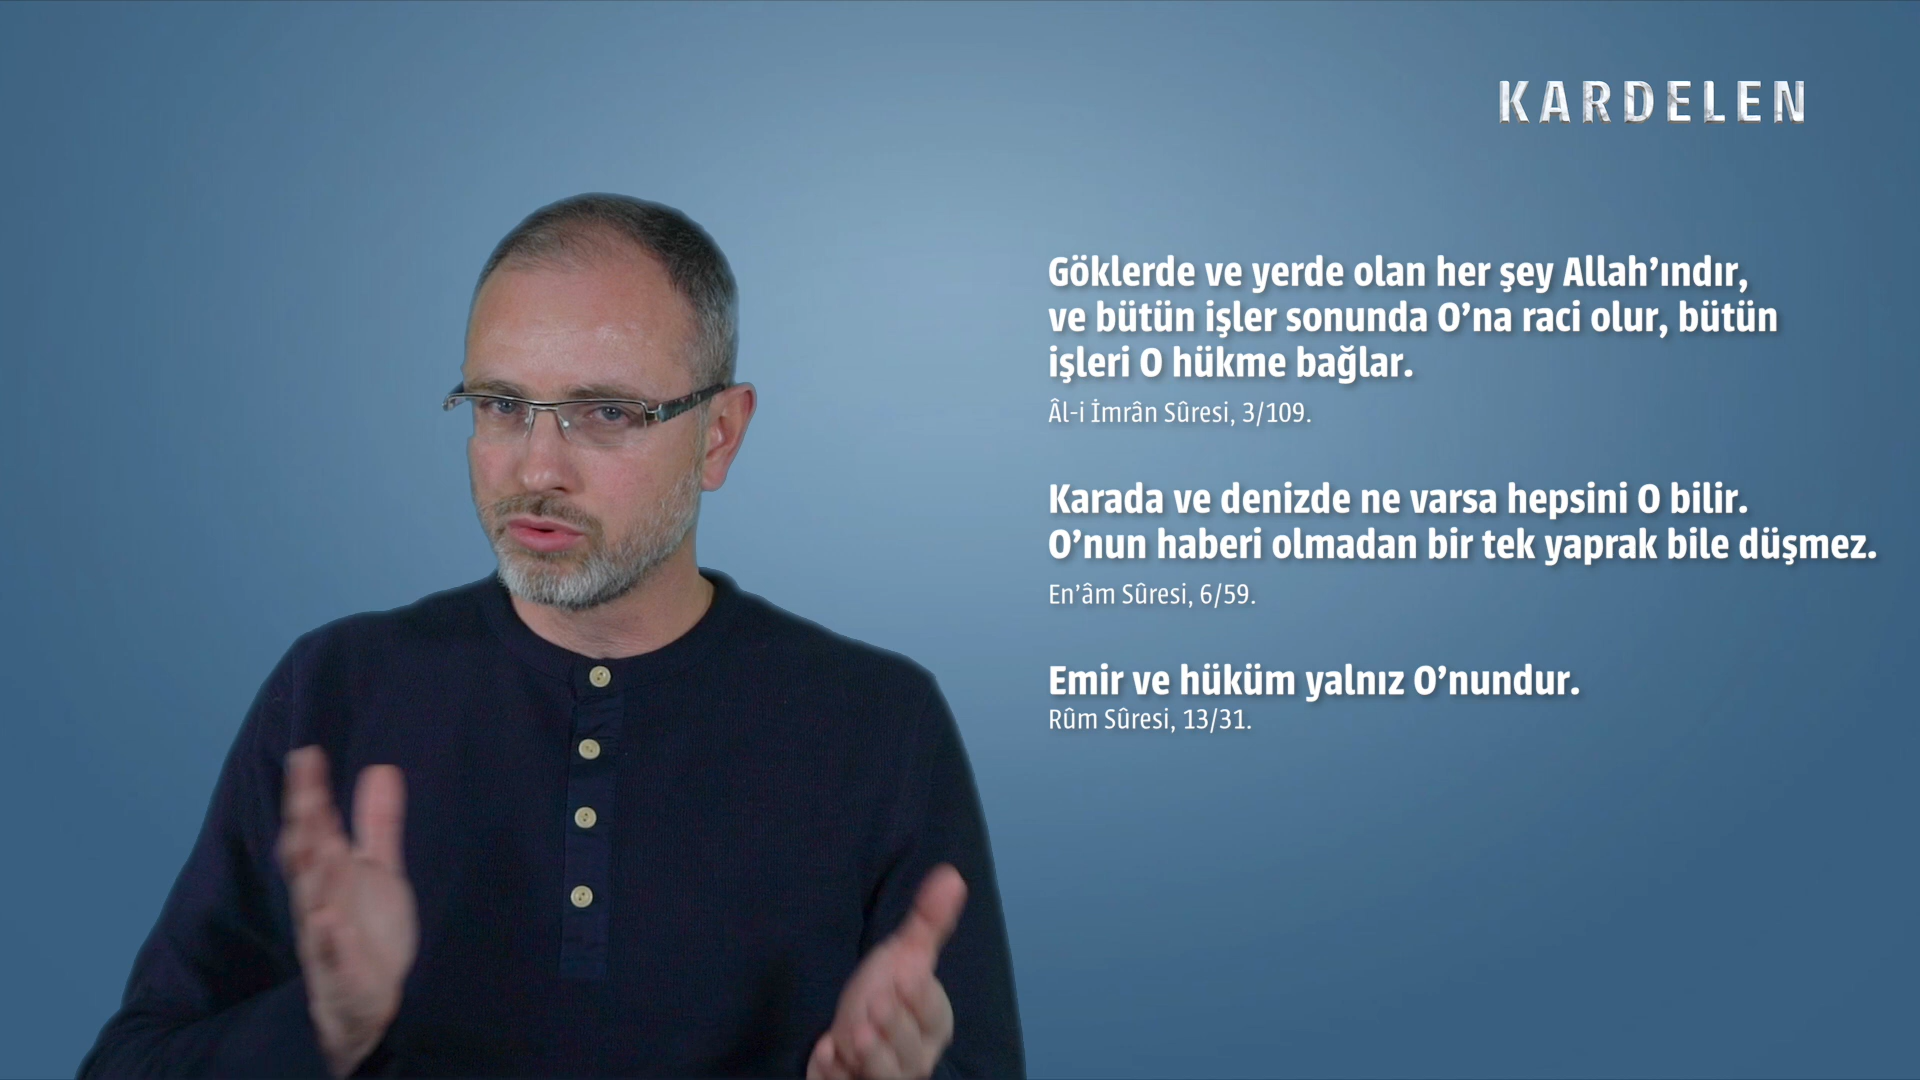 KARDELEN
Göklerde ve yerde olan her şey Allah’ındır,
ve bütün işler sonunda O’na raci olur, bütün
işleri O hükme bağlar.
Âl-i İmrân Sûresi, 3/109.
Karada ve denizde ne varsa hepsini O bilir.
O’nun haberi olmadan bir tek yaprak bile düşmez.
En’âm Sûresi, 6/59.
Emir ve hüküm yalnız O’nundur.
Rûm Sûresi, 13/31.